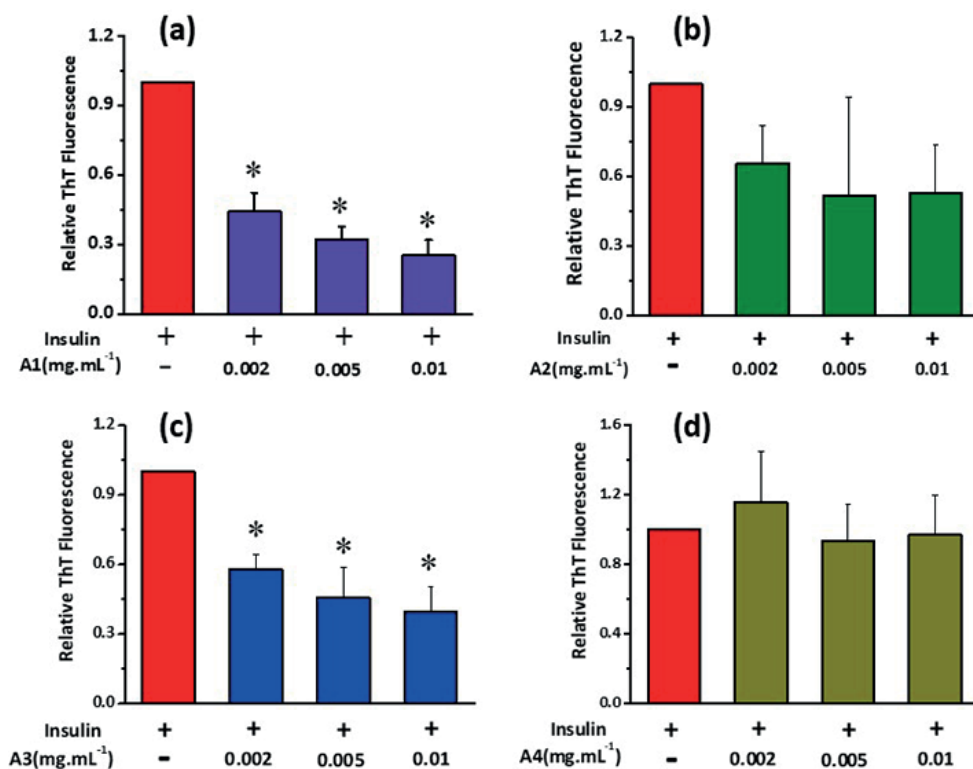 (a)
Relative ThT Fluorescence
1.2
0.9
0.6
0.3
0.0
* * *
Insulin + + + +
A1(mg.mL⁻¹) – 0.002 0.005 0.01
(b)
Relative ThT Fluorecence
1.2
0.9
0.6
0.3
0.0
Insulin + + + +
A2(mg.mL⁻¹) - 0.002 0.005 0.01
(c)
Relative ThT Fluorescence
1.2
0.9
0.6
0.3
0.0
* * *
Insulin + + + +
A3(mg.mL⁻¹) - 0.002 0.005 0.01
(d)
Relative ThT Fluorescence
1.6
1.2
0.8
0.4
0.0
Insulin + + + +
A4(mg.mL⁻¹) - 0.002 0.005 0.01